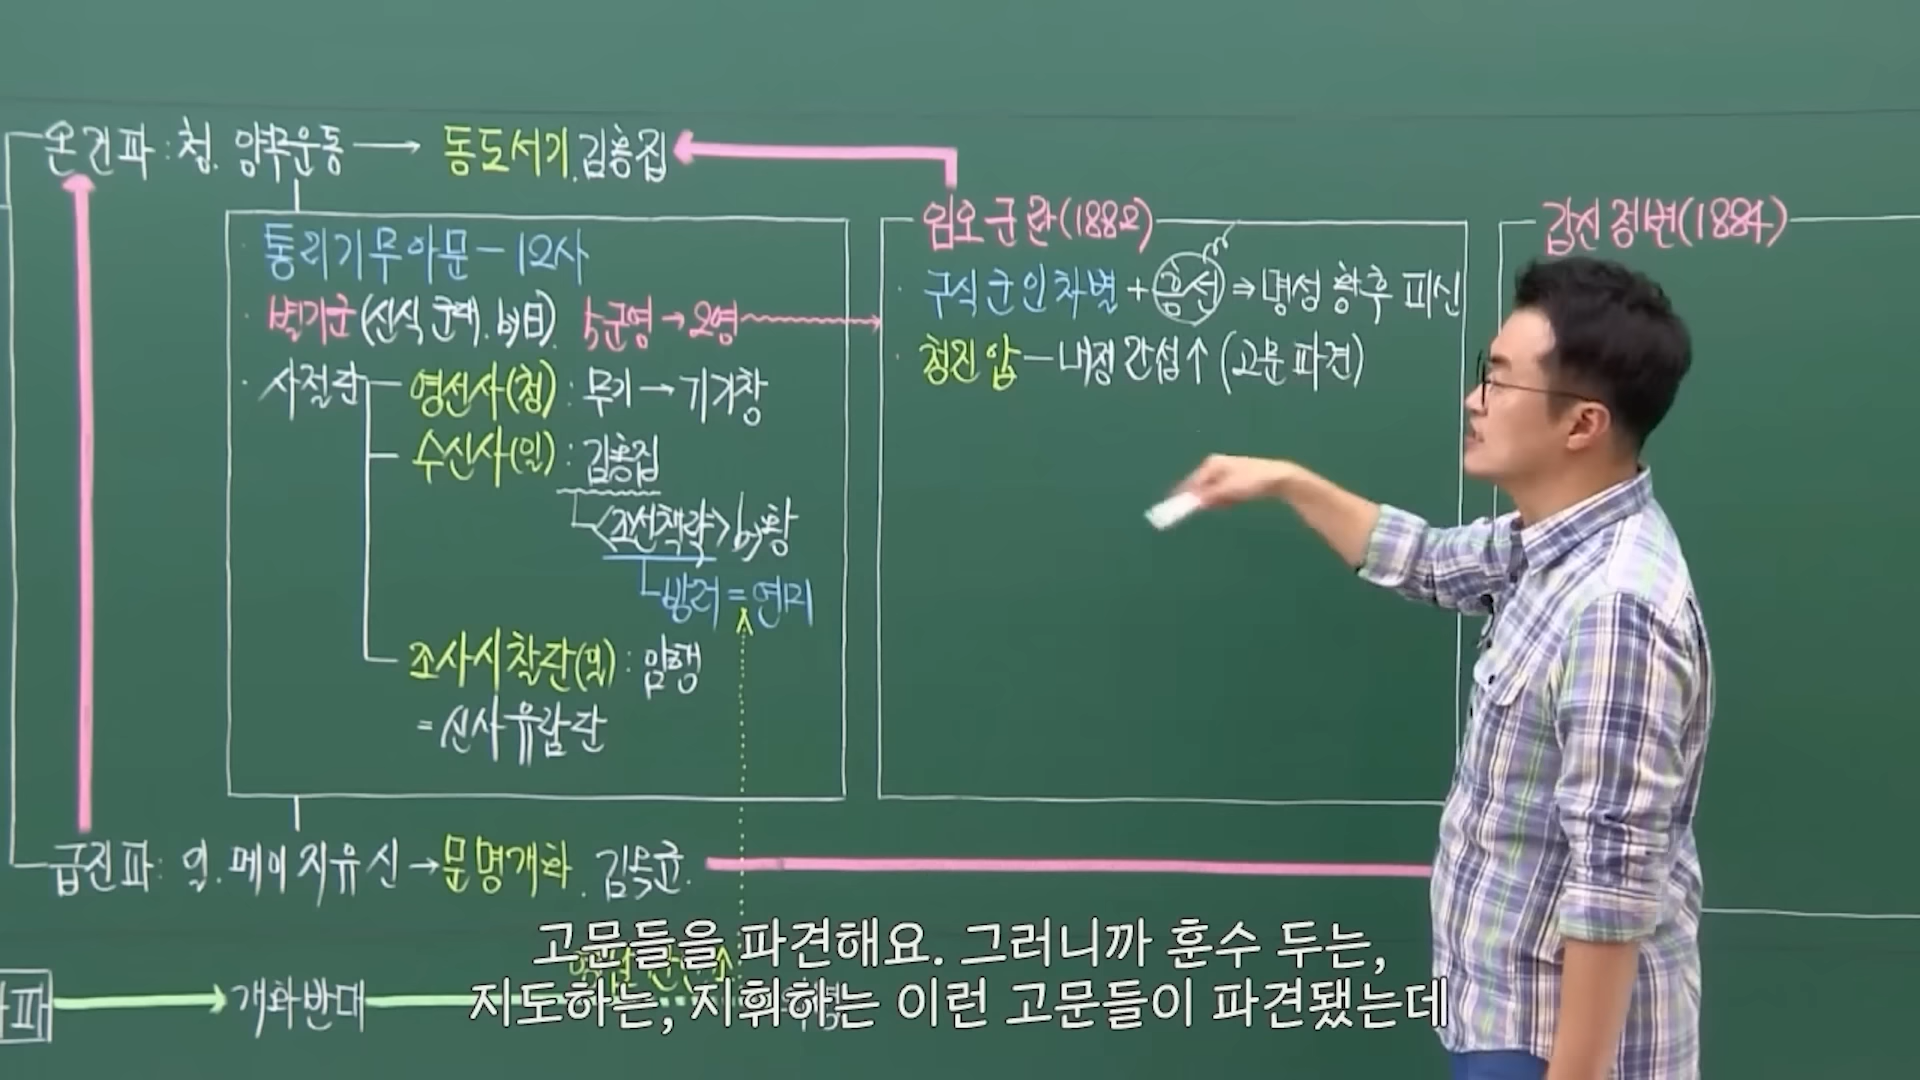 온건파 : 청. 양무운동 → 동도서기. 김홍집
· 통리기무아문 - 12사
· 별기군(신식 군대. by 日). 5군영 → 2영
· 사절단
영선사(청) : 무기 → 기기창
수신사(일) : 김홍집
<조선책략> by 황
방러 = 연미
조사시찰단(일) : 암행
= 신사유람단
급진파 : 일. 메이지유신 → 문명개화. 김옥균.
파 → 개화반대
임오군란(1882)
· 구식군인차별 + 흥선 ⇒ 명성황후 피신
· 청진압 - 내정간섭↑ (고문 파견)
갑신정변(1884)
고문들을 파견해요. 그러니까 훈수 두는,
지도하는, 지휘하는 이런 고문들이 파견됐는데